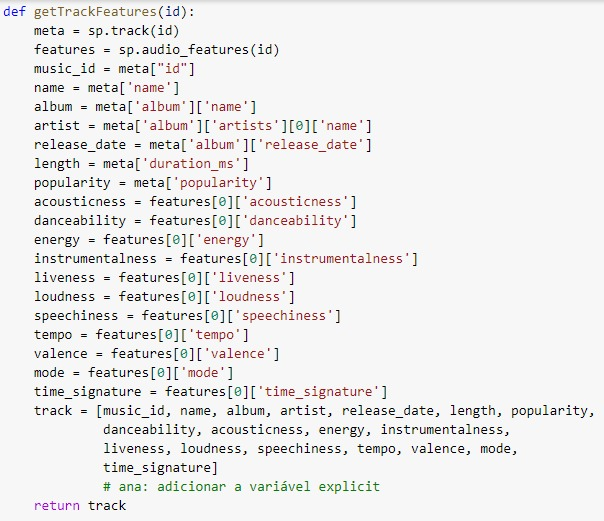 def getTrackFeatures(id):
    meta = sp.track(id)
    features = sp.audio_features(id)
    music_id = meta["id"]
    name = meta['name']
    album = meta['album']['name']
    artist = meta['album']['artists'][0]['name']
    release_date = meta['album']['release_date']
    length = meta['duration_ms']
    popularity = meta['popularity']
    acousticness = features[0]['acousticness']
    danceability = features[0]['danceability']
    energy = features[0]['energy']
    instrumentalness = features[0]['instrumentalness']
    liveness = features[0]['liveness']
    loudness = features[0]['loudness']
    speechiness = features[0]['speechiness']
    tempo = features[0]['tempo']
    valence = features[0]['valence']
    mode = features[0]['mode']
    time_signature = features[0]['time_signature']
    track = [music_id, name, album, artist, release_date, length, popularity,
             danceability, acousticness, energy, instrumentalness,
             liveness, loudness, speechiness, tempo, valence, mode,
             time_signature]
             # ana: adicionar a variável explicit
    return track